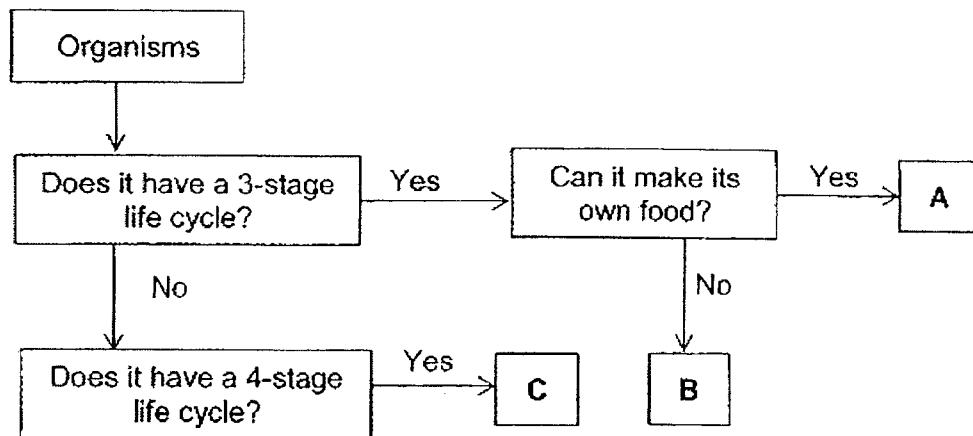 Organisms
Does it have a 3-stage
life cycle?
Yes
Can it make its
own food?
Yes
A
No
No
Does it have a 4-stage
life cycle?
Yes
C
B